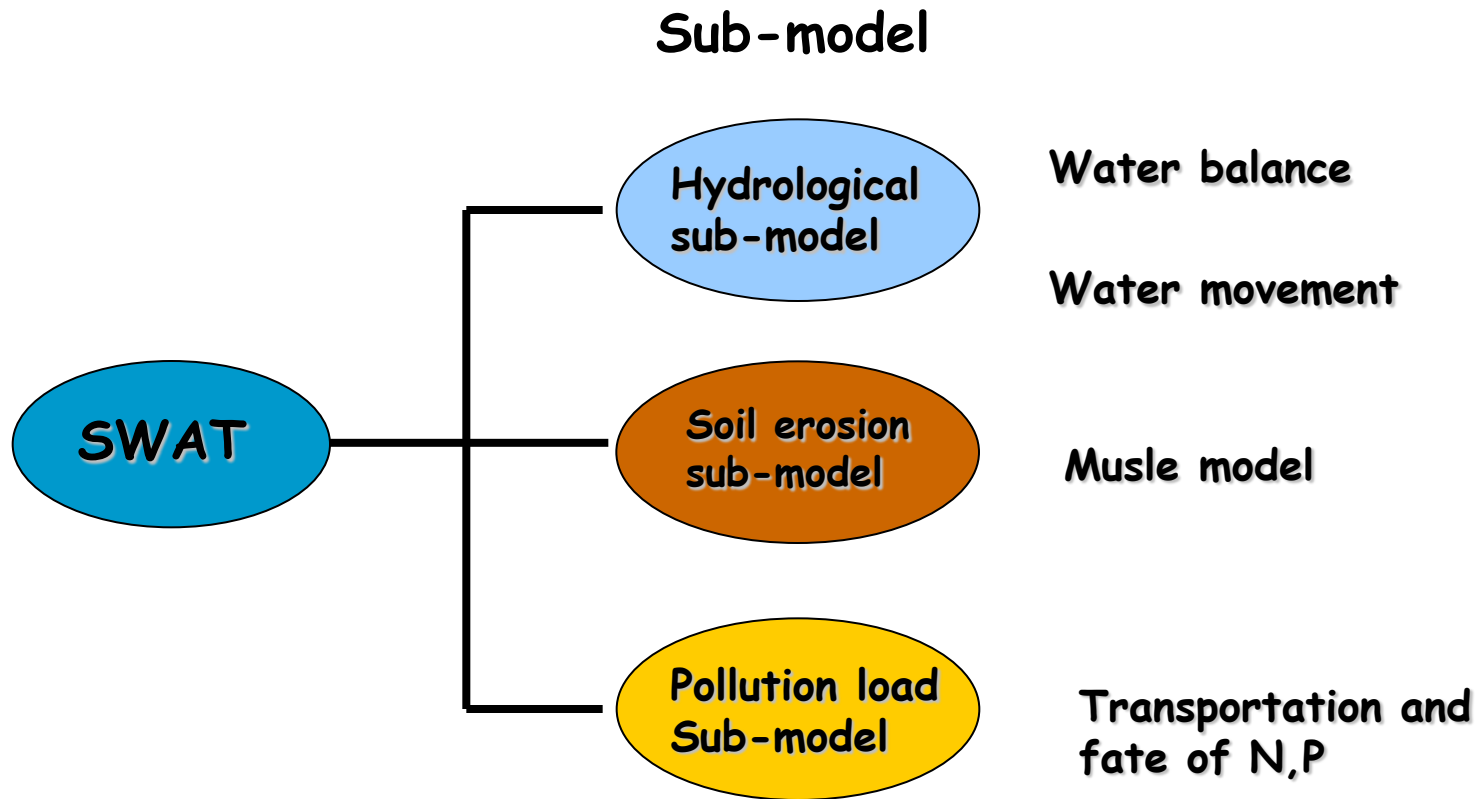 Sub-model
Hydrological
sub-model
Water balance
Water movement
SWAT
Soil erosion
sub-model
Musle model
Pollution load
Sub-model
Transportation and
fate of N,P